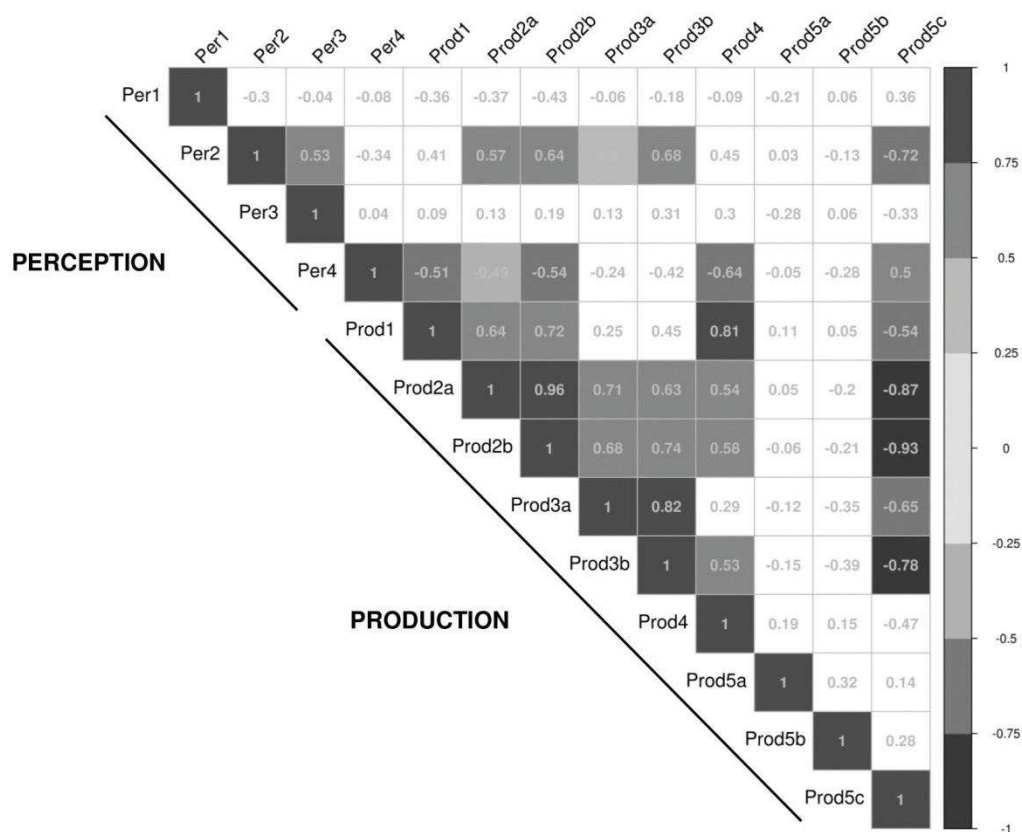 Per1 Per2 Per3 Per4 Prod1 Prod2a Prod2b Prod3a Prod3b Prod4 Prod5a Prod5b Prod5c
Per1 1 -0.3 -0.04 -0.08 -0.36 -0.37 -0.43 -0.06 -0.18 -0.09 -0.21 0.06 0.36
Per2 1 0.53 -0.34 0.41 0.57 0.64 0.68 0.45 0.03 -0.13 -0.72
Per3 1 0.04 0.09 0.13 0.19 0.13 0.31 0.3 -0.28 0.06 -0.33
PERCEPTION
Per4 1 -0.51 -0.54 -0.24 -0.42 -0.64 -0.05 -0.28 0.5
Prod1 1 0.64 0.72 0.25 0.45 0.81 0.11 0.05 -0.54
Prod2a 1 0.96 0.71 0.63 0.54 0.05 -0.2 -0.87
Prod2b 1 0.68 0.74 0.58 -0.06 -0.21 -0.93
Prod3a 1 0.82 0.29 -0.12 -0.35 -0.65
Prod3b 1 0.53 -0.15 -0.39 -0.78
PRODUCTION
Prod4 1 0.19 0.15 -0.47
Prod5a 1 0.32 0.14
Prod5b 1 0.28
Prod5c 1
1
0.75
0.5
0.25
0
-0.25
-0.5
-0.75
-1